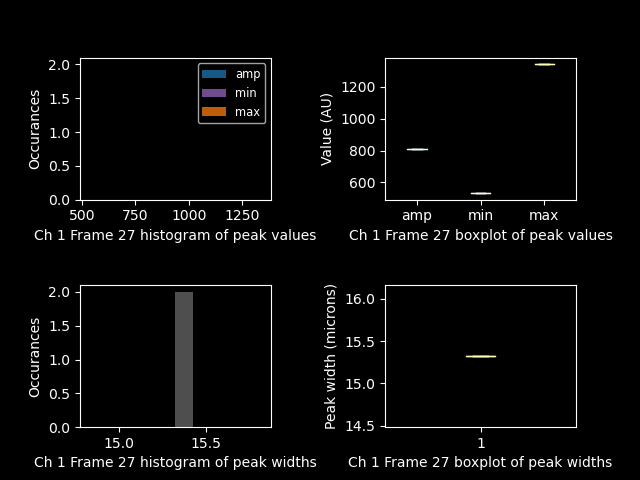 2.0
1.5
1.0
0.5
0.0
Occurances
amp
min
max
500 750 1000 1250
Ch 1 Frame 27 histogram of peak values
1200
1000
800
600
Value (AU)
amp min max
Ch 1 Frame 27 boxplot of peak values
2.0
1.5
1.0
0.5
0.0
Occurances
15.0 15.5
Ch 1 Frame 27 histogram of peak widths
16.0
15.5
15.0
14.5
Peak width (microns)
1
Ch 1 Frame 27 boxplot of peak widths